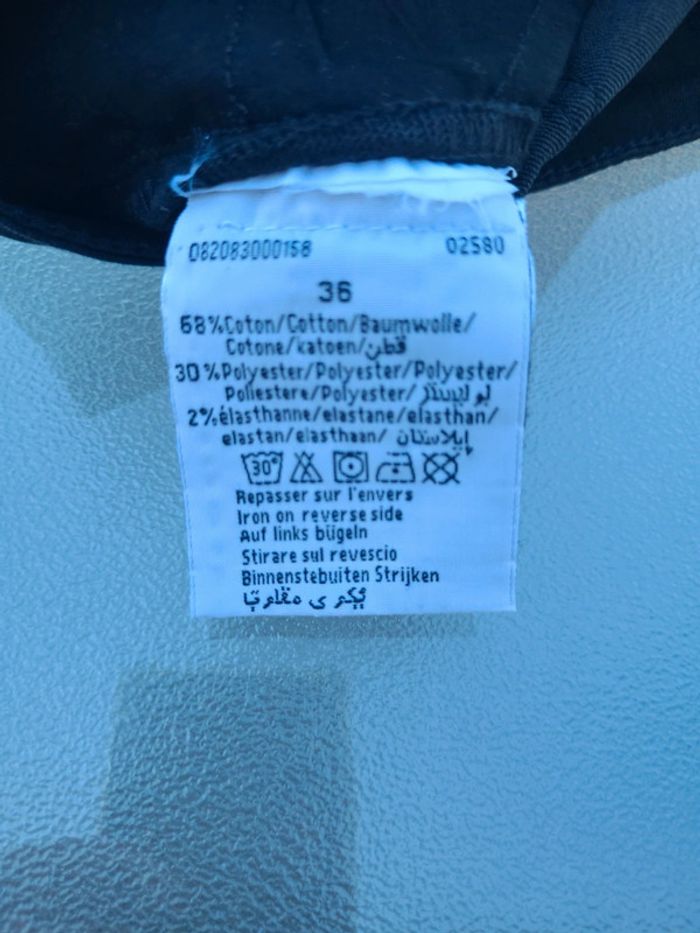 082083000158 02580
36
68%Coton/Cotton/Baumwolle/
Cotone/katoen/قطن
30%Polyester/Polyester/Polyester/
Poliestere/Polyester/بوليستر
2%élasthanne/elastane/elasthan/
elastan/elasthaan/ إيلاستان
30°
Repasser sur l'envers
Iron on reverse side
Auf links bügeln
Stirare sul revescio
Binnenstebuiten Strijken